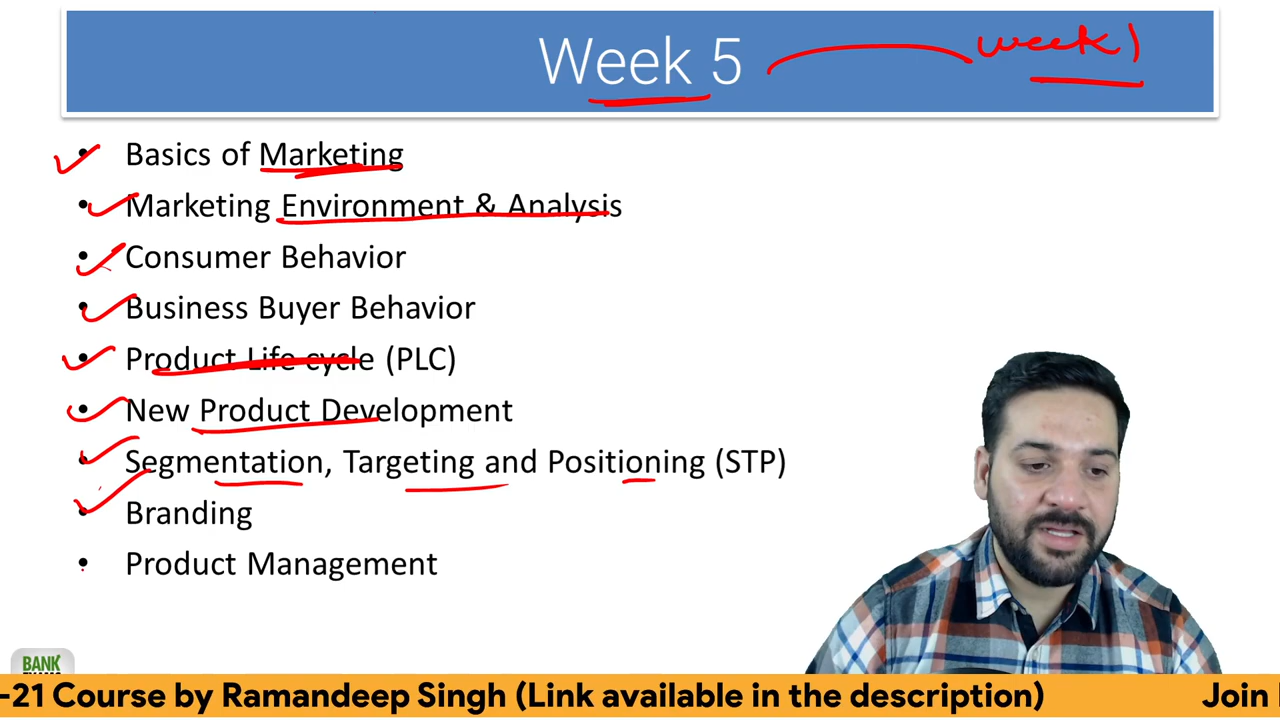 Week 5
week 1
Basics of Marketing
Marketing Environment & Analysis
Consumer Behavior
Business Buyer Behavior
Product Life cycle (PLC)
New Product Development
Segmentation, Targeting and Positioning (STP)
Branding
Product Management
BANK
-21 Course by Ramandeep Singh (Link available in the description) Join